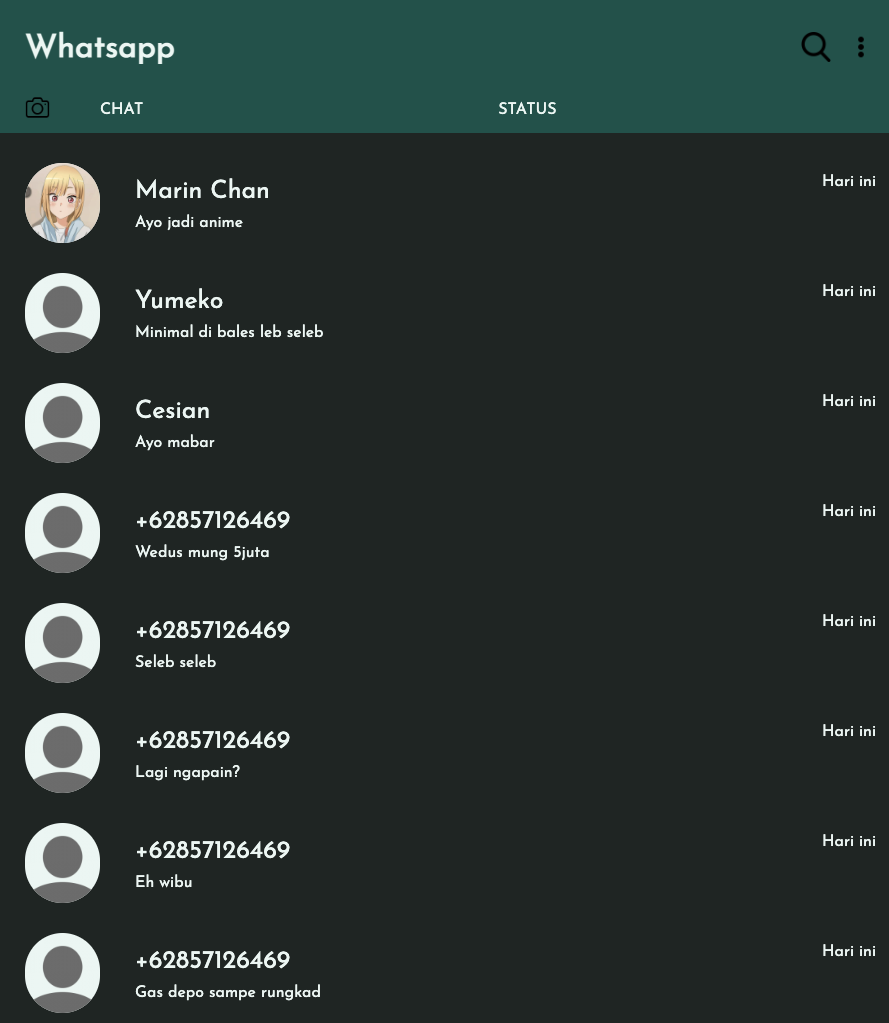 Whatsapp
CHAT
STATUS
Marin Chan
Hari ini
Ayo jadi anime
Yumeko
Hari ini
Minimal di bales leb seleb
Cesian
Hari ini
Ayo mabar
+62857126469
Hari ini
Wedus mung 5juta
+62857126469
Hari ini
Seleb seleb
+62857126469
Hari ini
Lagi ngapain?
+62857126469
Hari ini
Eh wibu
+62857126469
Hari ini
Gas depo sampe rungkad